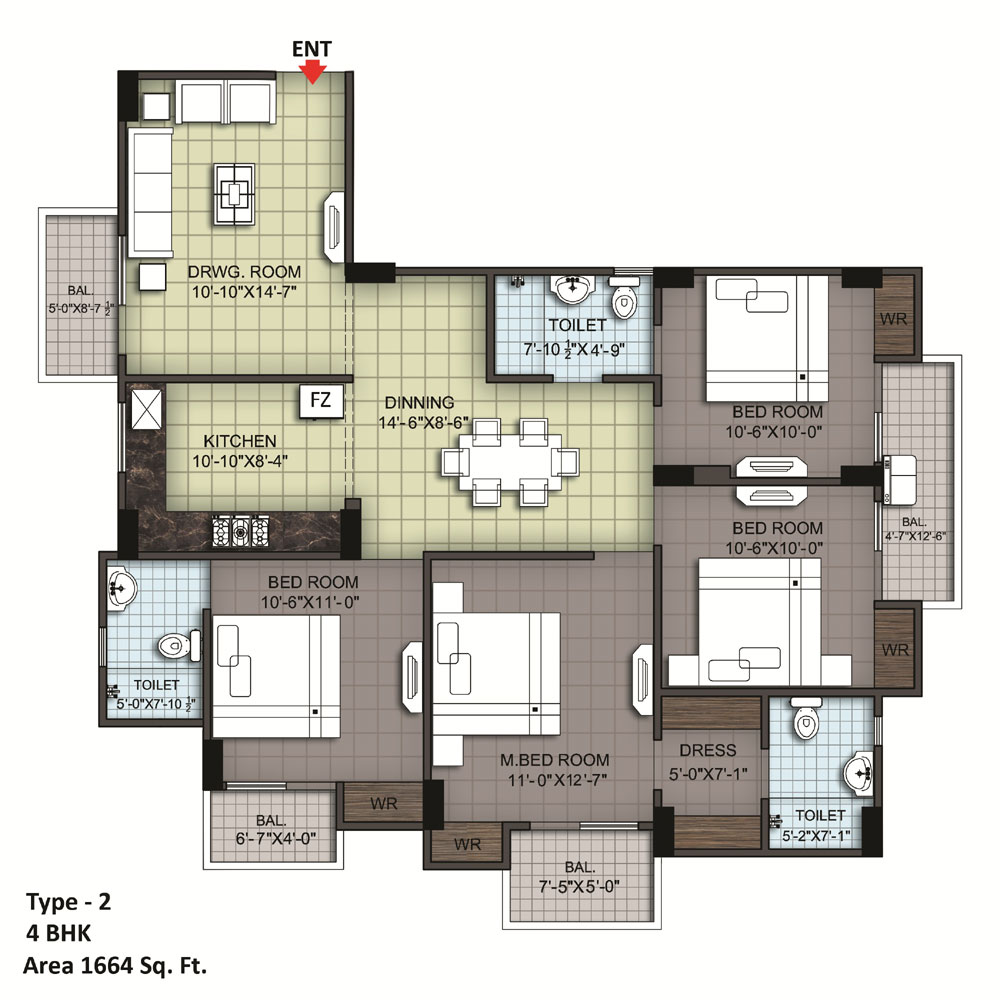 ENT
DRWG. ROOM
10'-10"X14'-7"
BAL.
5'-0"X8'-7 1/2"
TOILET
7'-10 1/2"X4'-9"
WR
BED ROOM
10'-6"X10'-0"
FZ
DINNING
14'-6"X8'-6"
KITCHEN
10'-10"X8'-4"
BED ROOM
10'-6"X10'-0"
BAL.
4'-7"X12'-6"
BED ROOM
10'-6"X11'-0"
WR
TOILET
5'-0"X7'-10 1/2"
M.BED ROOM
11'-0"X12'-7"
DRESS
5'-0"X7'-1"
WR
BAL.
6'-7"X4'-0"
TOILET
5'-2"X7'-1"
WR
BAL.
7'-5"X5'-0"
Type - 2
4 BHK
Area 1664 Sq. Ft.